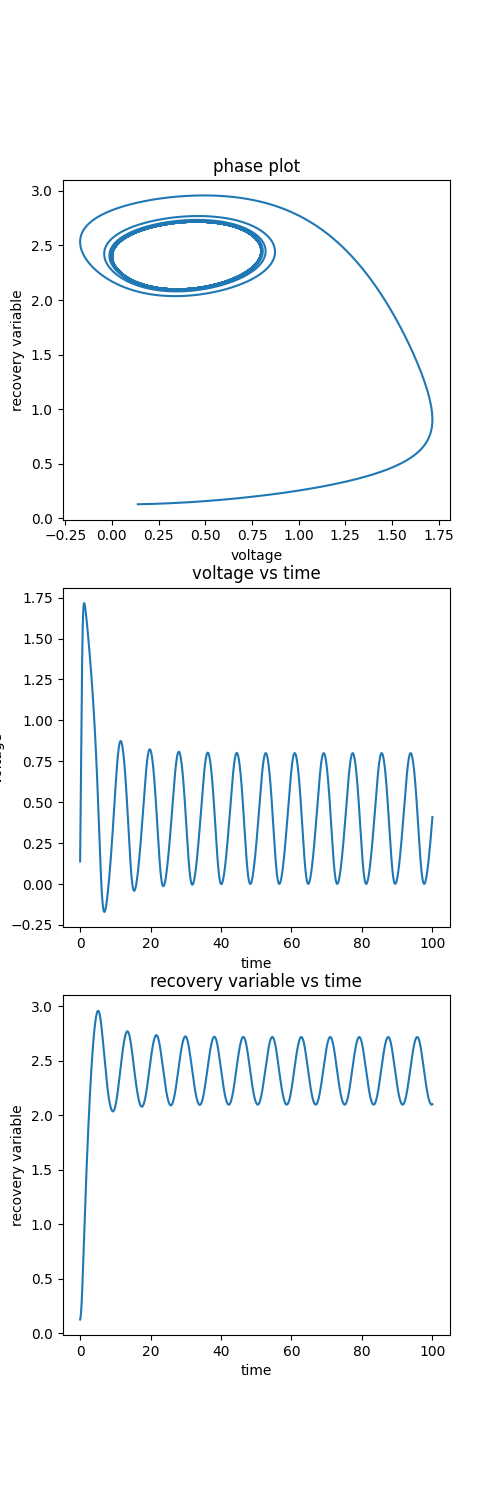 phase plot
3.0
2.5
2.0
1.5
1.0
0.5
0.0
recovery variable
−0.25 0.00 0.25 0.50 0.75 1.00 1.25 1.50 1.75
voltage
voltage vs time
1.75
1.50
1.25
1.00
0.75
0.50
0.25
0.00
−0.25
0 20 40 60 80 100
time
recovery variable vs time
3.0
2.5
2.0
1.5
1.0
0.5
0.0
recovery variable
0 20 40 60 80 100
time